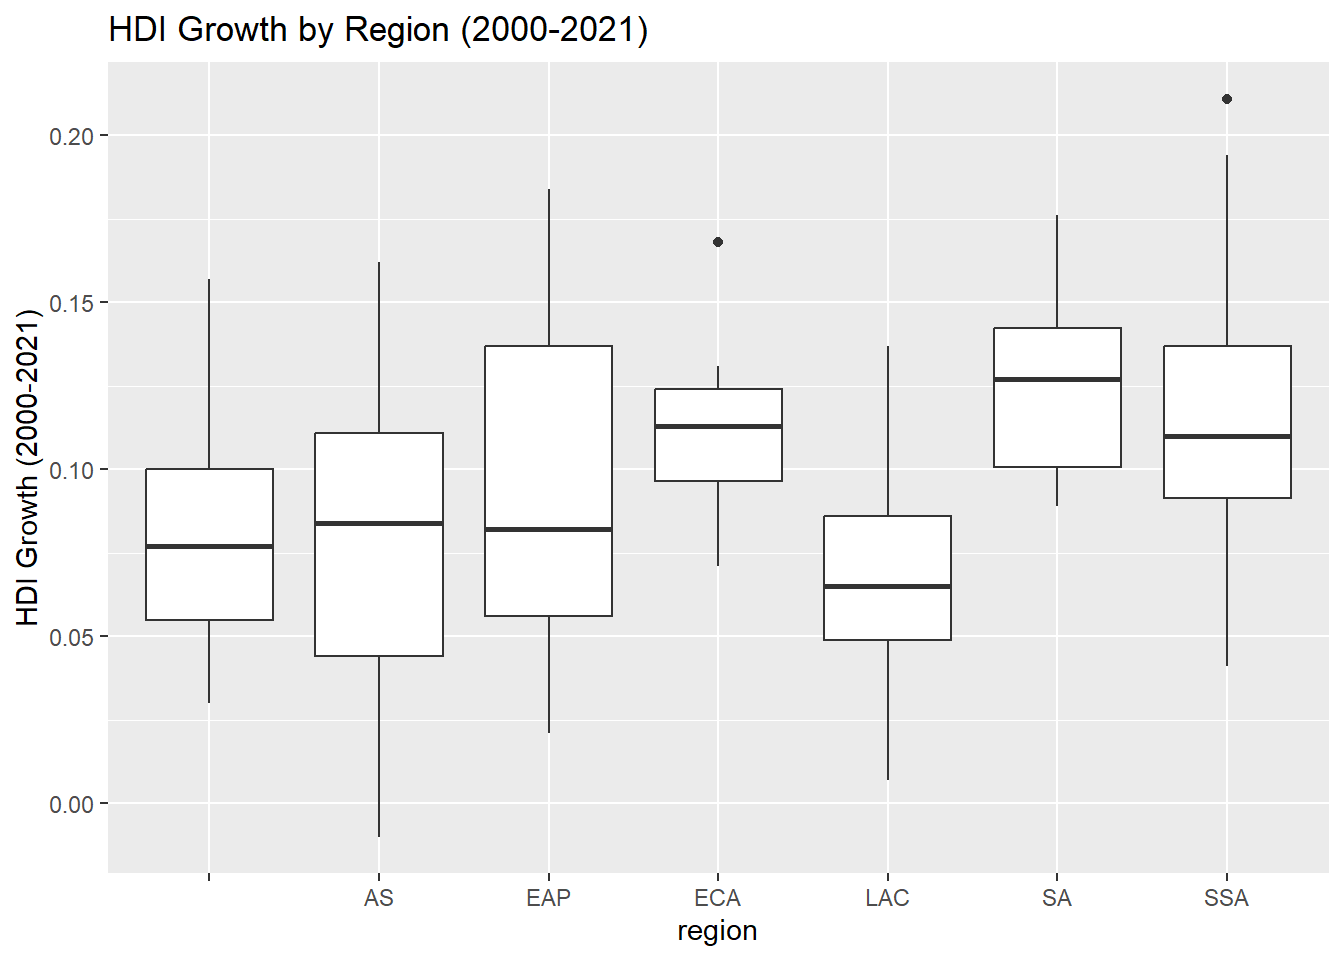 HDI Growth by Region (2000-2021)
HDI Growth (2000-2021)
0.20
0.15
0.10
0.05
0.00
AS EAP ECA LAC SA SSA
region